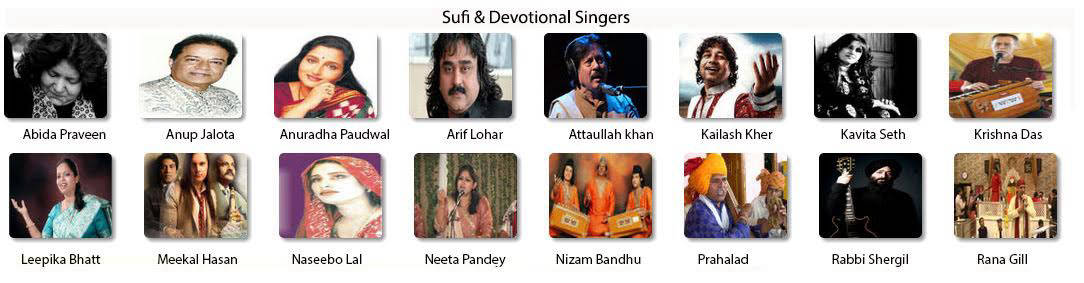 Sufi & Devotional Singers
Abida Praveen Anup Jalota Anuradha Paudwal Arif Lohar Attaullah khan Kailash Kher Kavita Seth Krishna Das
Leepika Bhatt Meekal Hasan Naseebo Lal Neeta Pandey Nizam Bandhu Prahalad Rabbi Shergil Rana Gill